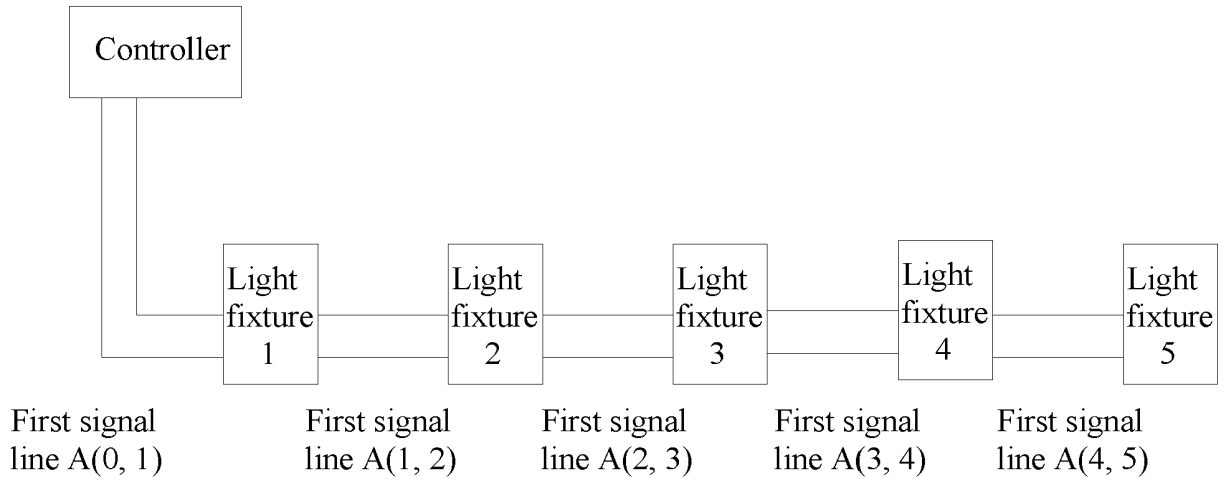 Controller
Light
fixture
1
Light
fixture
2
Light
fixture
3
Light
fixture
4
Light
fixture
5
First signal
line A(0, 1)
First signal
line A(1, 2)
First signal
line A(2, 3)
First signal
line A(3, 4)
First signal
line A(4, 5)